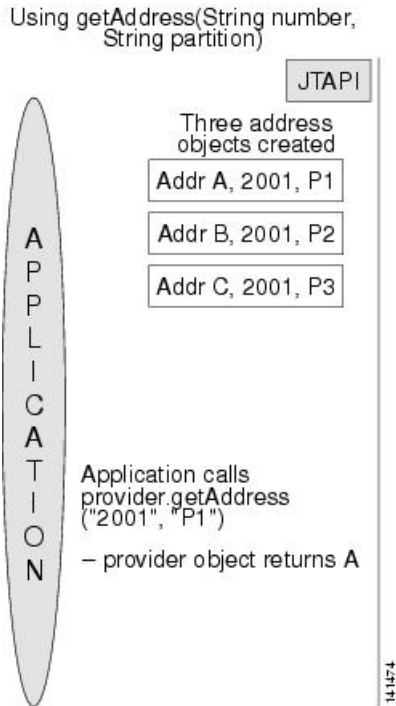 Using getAddress(String number,
String partition)
JTAPI
Three address
objects created
Addr A, 2001, P1
Addr B, 2001, P2
Addr C, 2001, P3
APPLICATION
Application calls
provider.getAddress
("2001", "P1")
– provider object returns A
141474